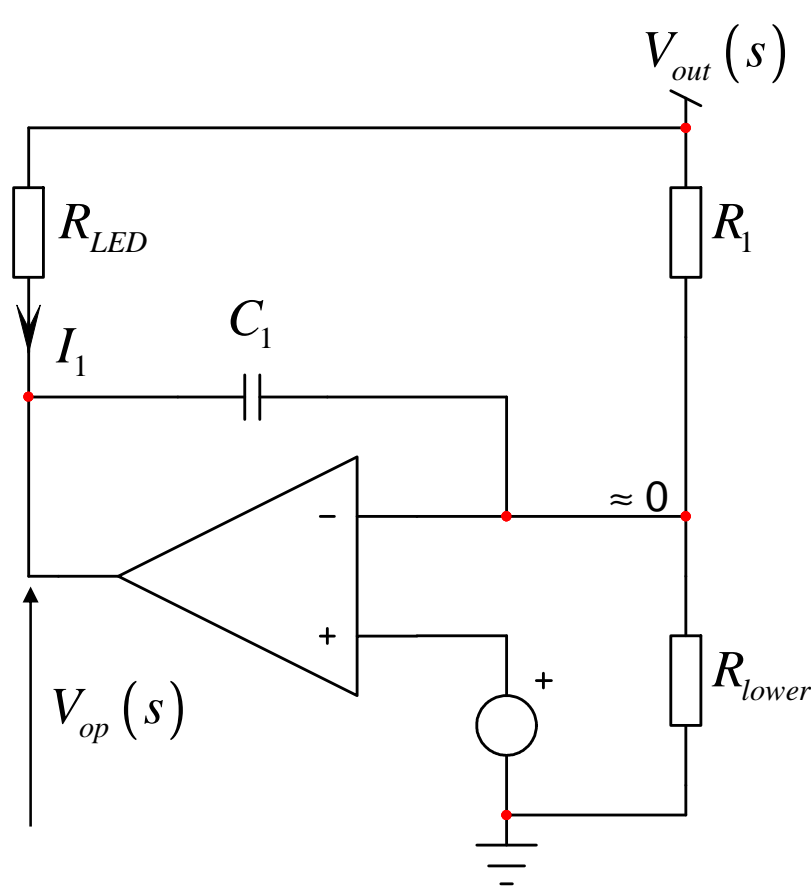 V_out (s)
R_LED
R_1
C_1
I_1
≈ 0
−
+
+
R_lower
V_op (s)